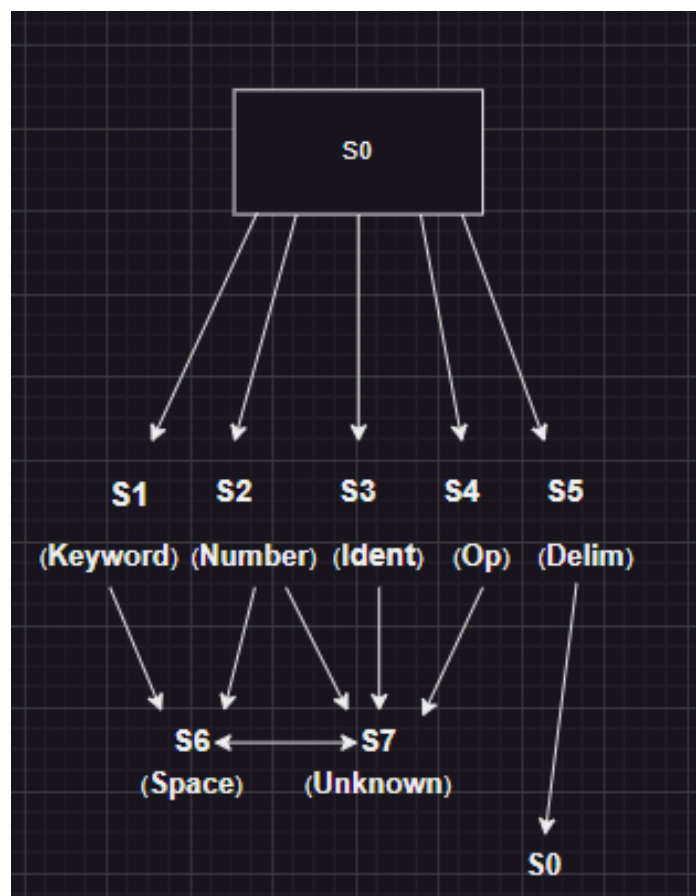 S0
S1 S2 S3 S4 S5
(Keyword) (Number) (Ident) (Op) (Delim)
S6 S7
(Space) (Unknown)
S0